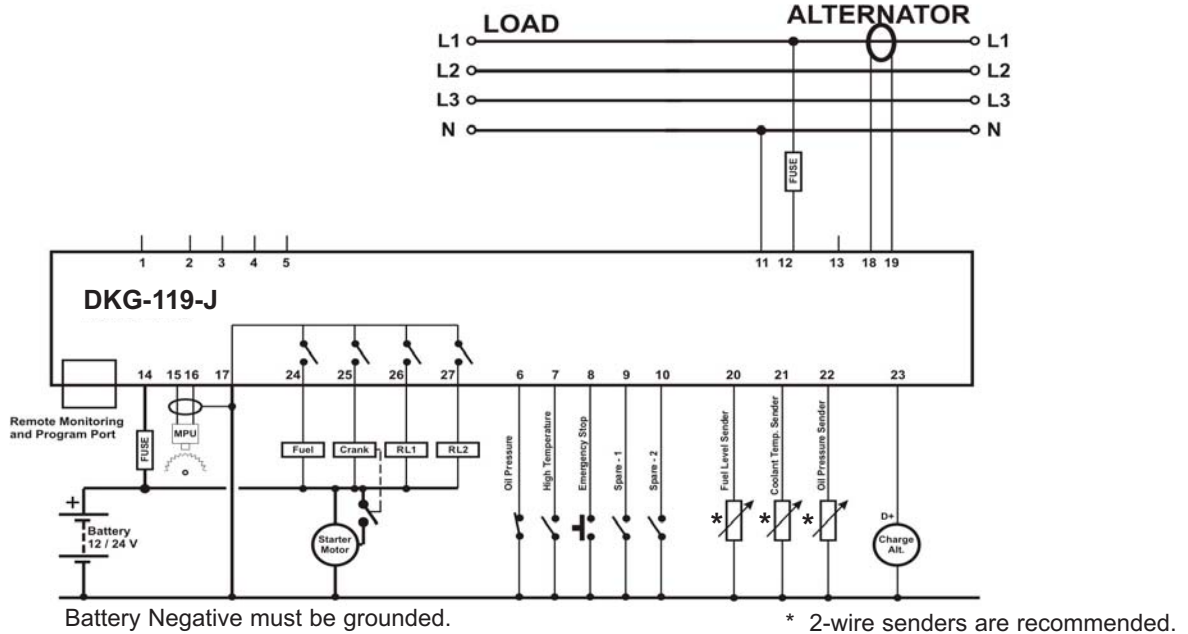 LOAD
ALTERNATOR
L1
L1
L2
L2
L3
L3
N
N
FUSE
1 2 3 4 5 11 12 13 18 19
DKG-119-J
14 15 16 17 24 25 26 27 6 7 8 9 10 20 21 22 23
Remote Monitoring
and Program Port
FUSE
MPU
Fuel
Crank
RL1
RL2
Oil Pressure
High Temperature
Emergency Stop
Spare - 1
Spare - 2
Fuel Level Sender
Coolant Temp. Sender
Oil Pressure Sender
* * *
+
Battery
12 / 24 V
Starter
Motor
D+
Charge
Alt.
Battery Negative must be grounded.
* 2-wire senders are recommended.